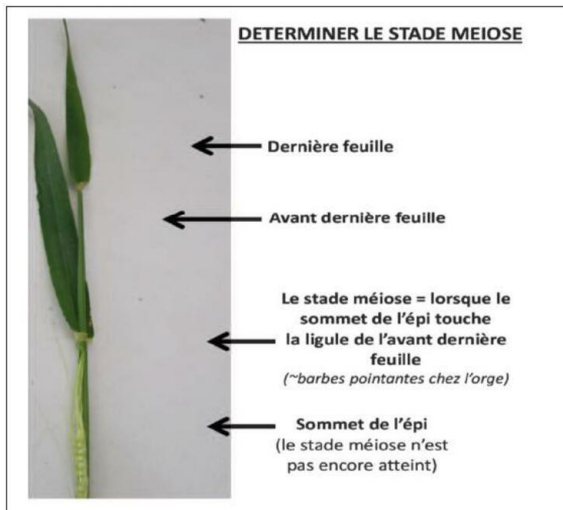 DETERMINER LE STADE MEIOSE
Dernière feuille
Avant dernière feuille
Le stade méiose = lorsque le
sommet de l'épi touche
la ligule de l'avant dernière
feuille
(~barbes pointantes chez l'orge)
Sommet de l'épi
(le stade méiose n'est
pas encore atteint)